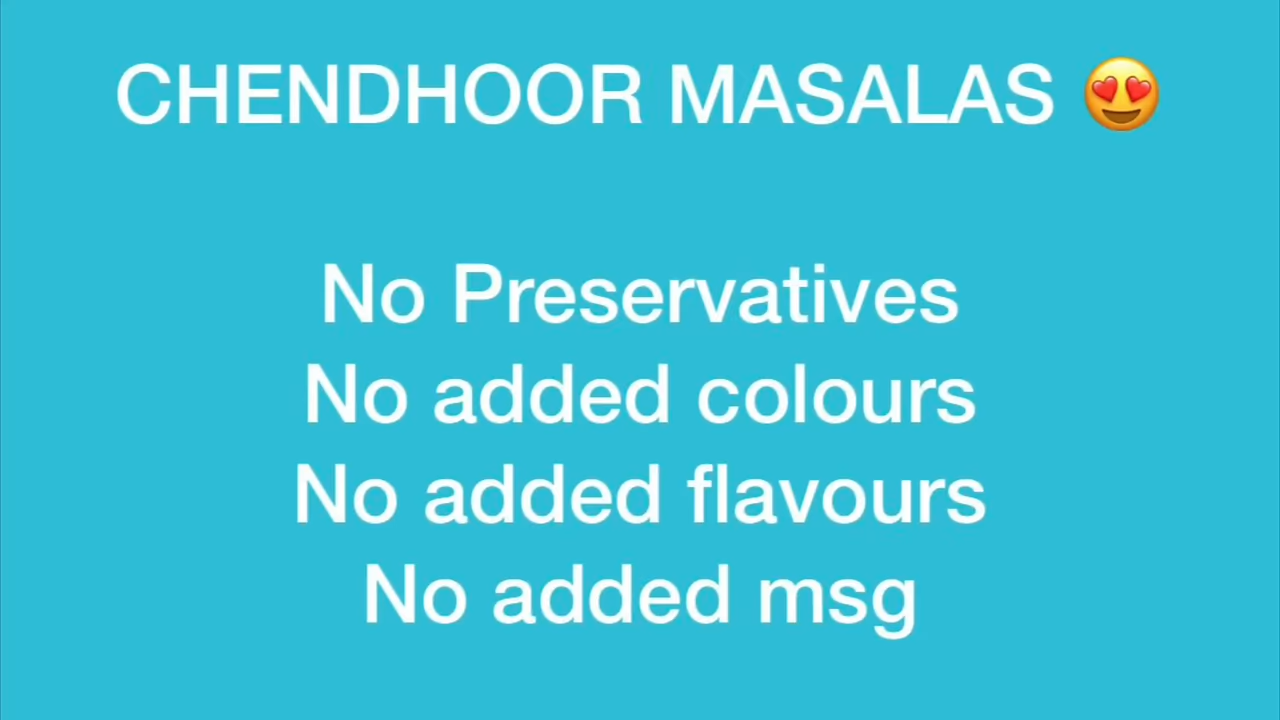 CHENDHOOR MASALAS 😍
No Preservatives
No added colours
No added flavours
No added msg